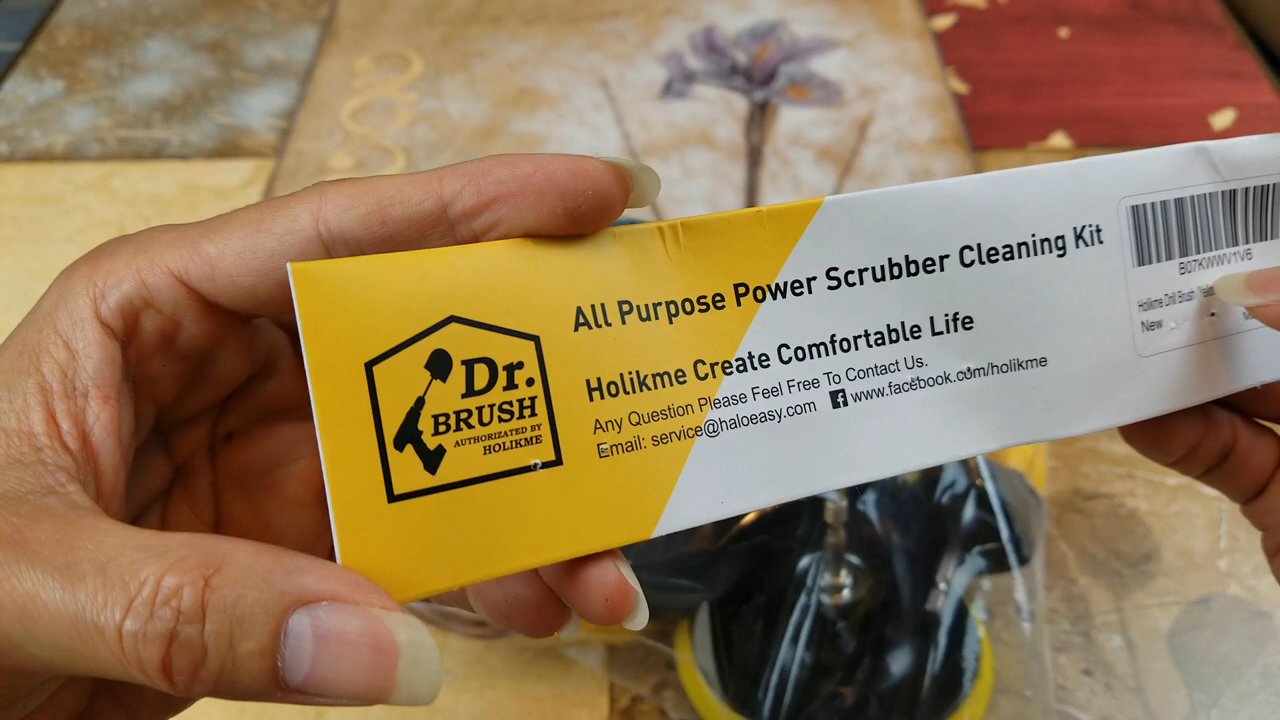 Dr.
BRUSH
AUTHORIZATED BY
HOLIKME
All Purpose Power Scrubber Cleaning Kit
Holikme Create Comfortable Life
Any Question Please Feel Free To Contact Us.
Email: service@haloeasy.com www.facebook.com/holikme
B07KWWV1V6
Holikme Drill Brush
New